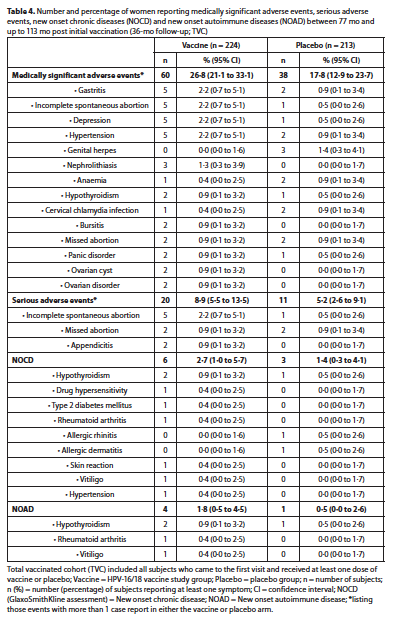 Table 4. Number and percentage of women reporting medically significant adverse events, serious adverse
events, new onset chronic diseases (NOCD) and new onset autoimmune diseases (NOAD) between 77 mo and
up to 113 mo post initial vaccination (36-mo follow-up; TVC)
Vaccine (n = 224) Placebo (n = 213)
n % (95% CI) n % (95% CI)
Medically significant adverse events* 60 26·8 (21·1 to 33·1) 38 17·8 (12·9 to 23·7)
• Gastritis 5 2·2 (0·7 to 5·1) 2 0·9 (0·1 to 3·4)
• Incomplete spontaneous abortion 5 2·2 (0·7 to 5·1) 1 0·5 (0·0 to 2·6)
• Depression 5 2·2 (0·7 to 5·1) 1 0·5 (0·0 to 2·6)
• Hypertension 5 2·2 (0·7 to 5·1) 2 0·9 (0·1 to 3·4)
• Genital herpes 0 0·0 (0·0 to 1·6) 3 1·4 (0·3 to 4·1)
• Nephrolithiasis 3 1·3 (0·3 to 3·9) 0 0·0 (0·0 to 1·7)
• Anaemia 1 0·4 (0·0 to 2·5) 2 0·9 (0·1 to 3·4)
• Hypothyroidism 2 0·9 (0·1 to 3·2) 1 0·5 (0·0 to 2·6)
• Cervical chlamydia infection 1 0·4 (0·0 to 2·5) 2 0·9 (0·1 to 3·4)
• Bursitis 2 0·9 (0·1 to 3·2) 0 0·0 (0·0 to 1·7)
• Missed abortion 2 0·9 (0·1 to 3·2) 2 0·9 (0·1 to 3·4)
• Panic disorder 2 0·9 (0·1 to 3·2) 1 0·5 (0·0 to 2·6)
• Ovarian cyst 2 0·9 (0·1 to 3·2) 0 0·0 (0·0 to 1·7)
• Ovarian disorder 2 0·9 (0·1 to 3·2) 0 0·0 (0·0 to 1·7)
Serious adverse events* 20 8·9 (5·5 to 13·5) 11 5·2 (2·6 to 9·1)
• Incomplete spontaneous abortion 5 2·2 (0·7 to 5·1) 1 0·5 (0·0 to 2·6)
• Missed abortion 2 0·9 (0·1 to 3·2) 2 0·9 (0·1 to 3·4)
• Appendicitis 2 0·9 (0·1 to 3·2) 0 0·0 (0·0 to 1·7)
NOCD 6 2·7 (1·0 to 5·7) 3 1·4 (0·3 to 4·1)
• Hypothyroidism 2 0·9 (0·1 to 3·2) 1 0·5 (0·0 to 2·6)
• Drug hypersensitivity 1 0·4 (0·0 to 2·5) 0 0·0 (0·0 to 1·7)
• Type 2 diabetes mellitus 1 0·4 (0·0 to 2·5) 0 0·0 (0·0 to 1·7)
• Rheumatoid arthritis 1 0·4 (0·0 to 2·5) 0 0·0 (0·0 to 1·7)
• Allergic rhinitis 0 0·0 (0·0 to 1·6) 1 0·5 (0·0 to 2·6)
• Allergic dermatitis 0 0·0 (0·0 to 1·6) 1 0·5 (0·0 to 2·6)
• Skin reaction 1 0·4 (0·0 to 2·5) 0 0·0 (0·0 to 1·7)
• Vitiligo 1 0·4 (0·0 to 2·5) 0 0·0 (0·0 to 1·7)
• Hypertension 1 0·4 (0·0 to 2·5) 0 0·0 (0·0 to 1·7)
NOAD 4 1·8 (0·5 to 4·5) 1 0·5 (0·0 to 2·6)
• Hypothyroidism 2 0·9 (0·1 to 3·2) 1 0·5 (0·0 to 2·6)
• Rheumatoid arthritis 1 0·4 (0·0 to 2·5) 0 0·0 (0·0 to 1·7)
• Vitiligo 1 0·4 (0·0 to 2·5) 0 0·0 (0·0 to 1·7)
Total vaccinated cohort (TVC) included all subjects who came to the first visit and received at least one dose of
vaccine or placebo; Vaccine = HPV-16/18 vaccine study group; Placebo = placebo group; n = number of subjects;
n (%) = number (percentage) of subjects reporting at least one symptom; CI = confidence interval; NOCD
(GlaxoSmithKline assessment) = New onset chronic disease; NOAD = New onset autoimmune disease; *listing
those events with more than 1 case report in either the vaccine or placebo arm.